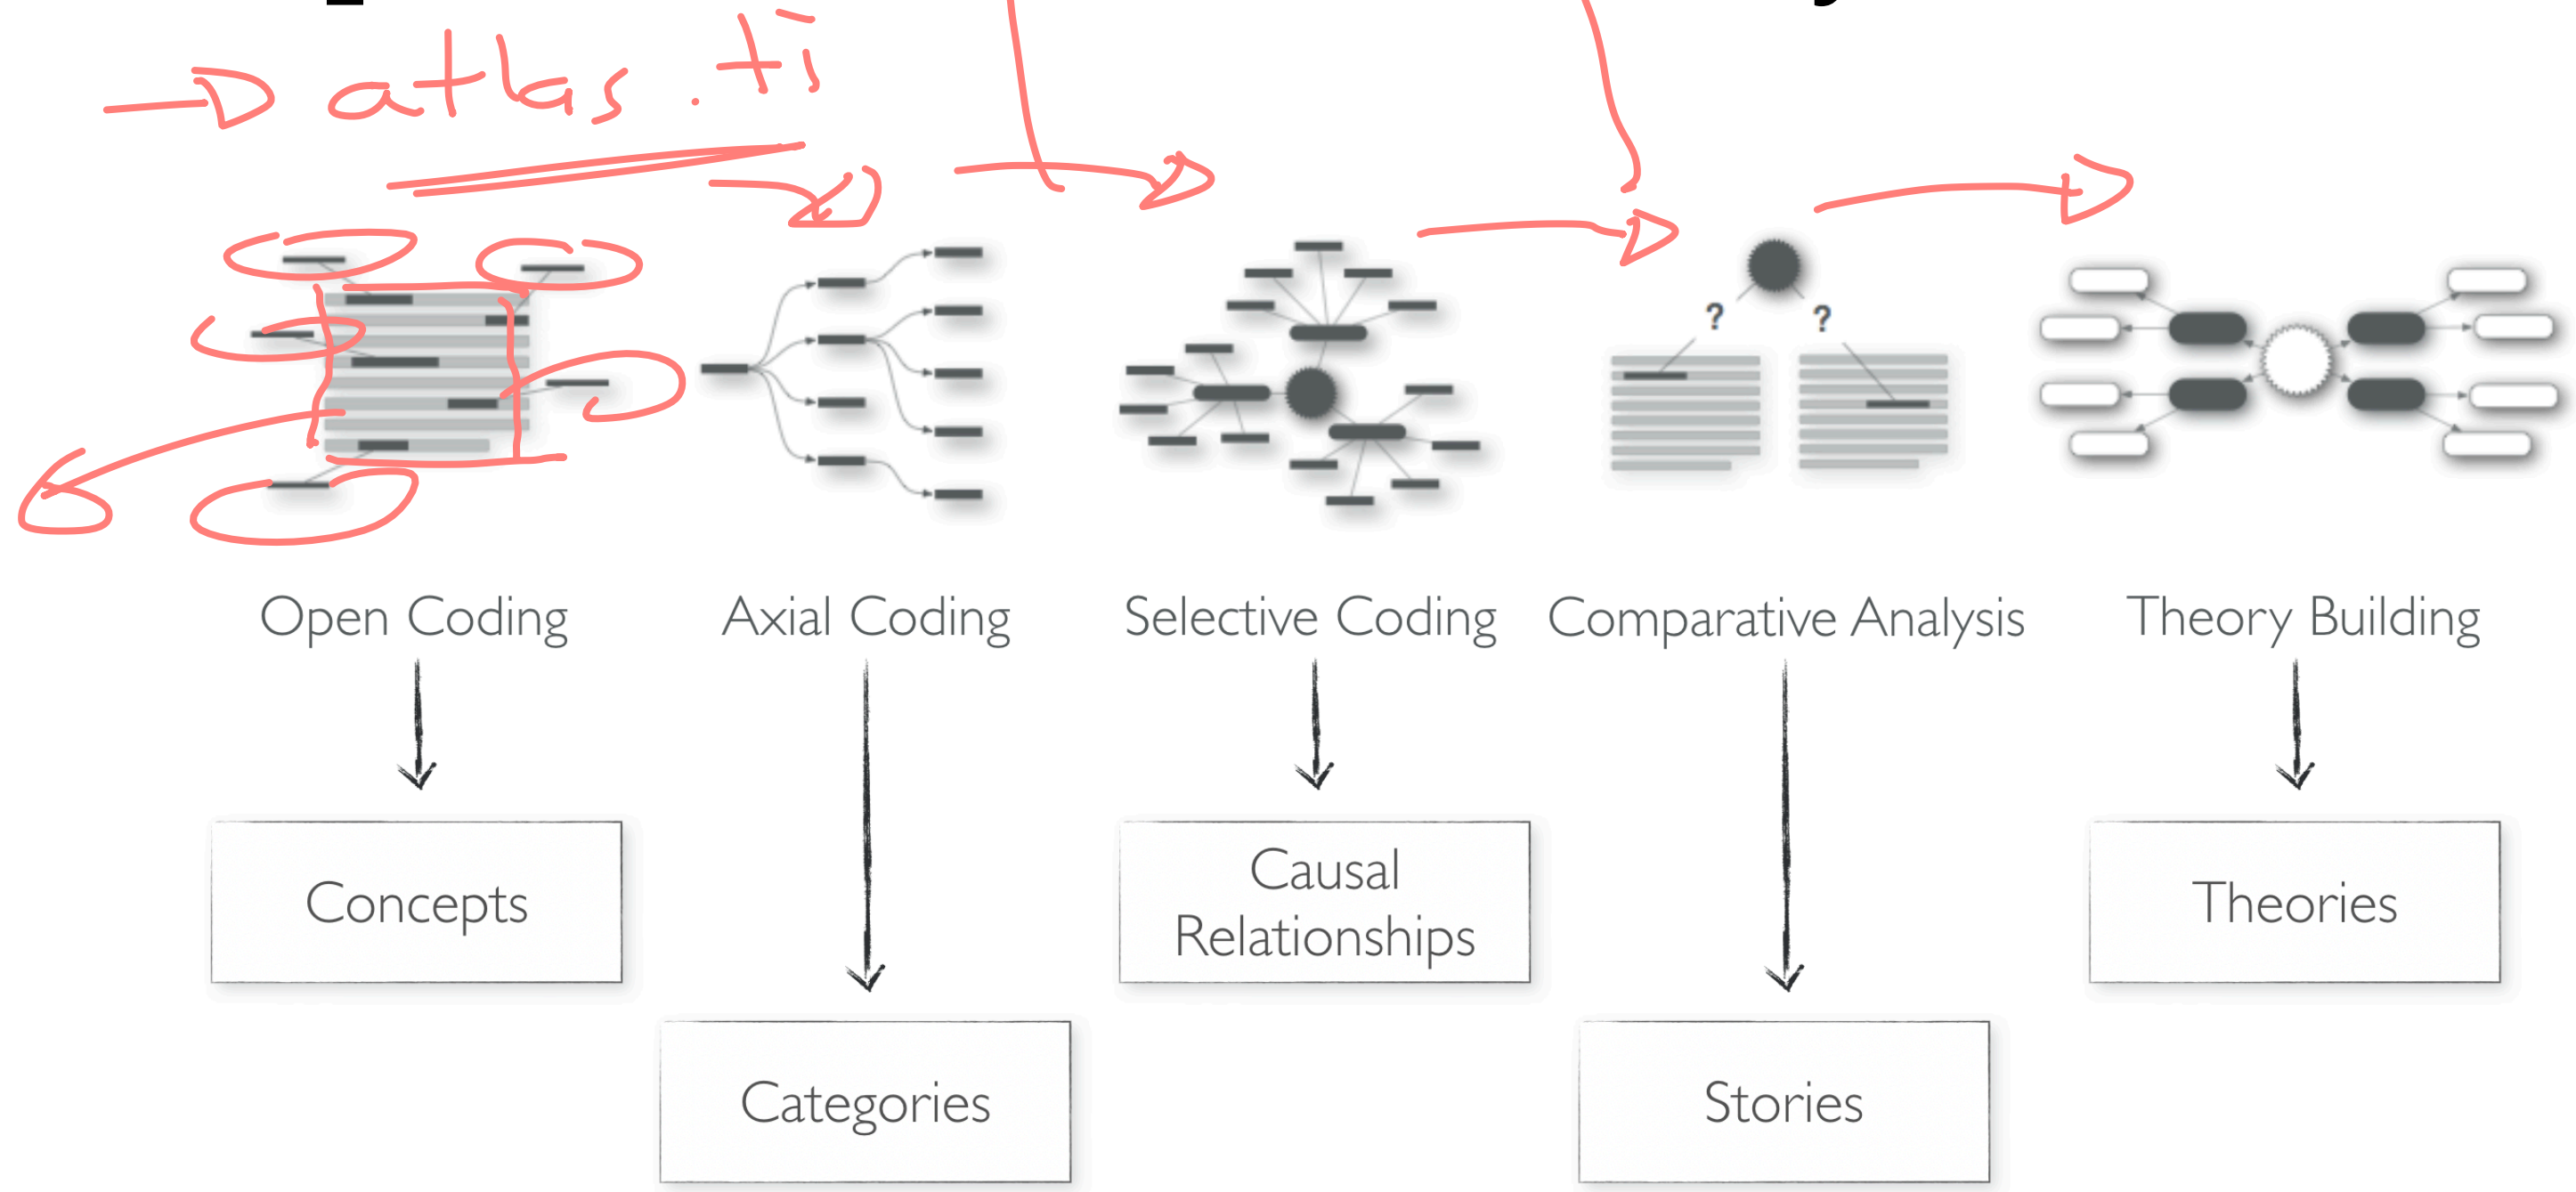 atlas.ti
? ?
Open Coding
Axial Coding
Selective Coding
Comparative Analysis
Theory Building
Concepts
Causal
Relationships
Theories
Categories
Stories